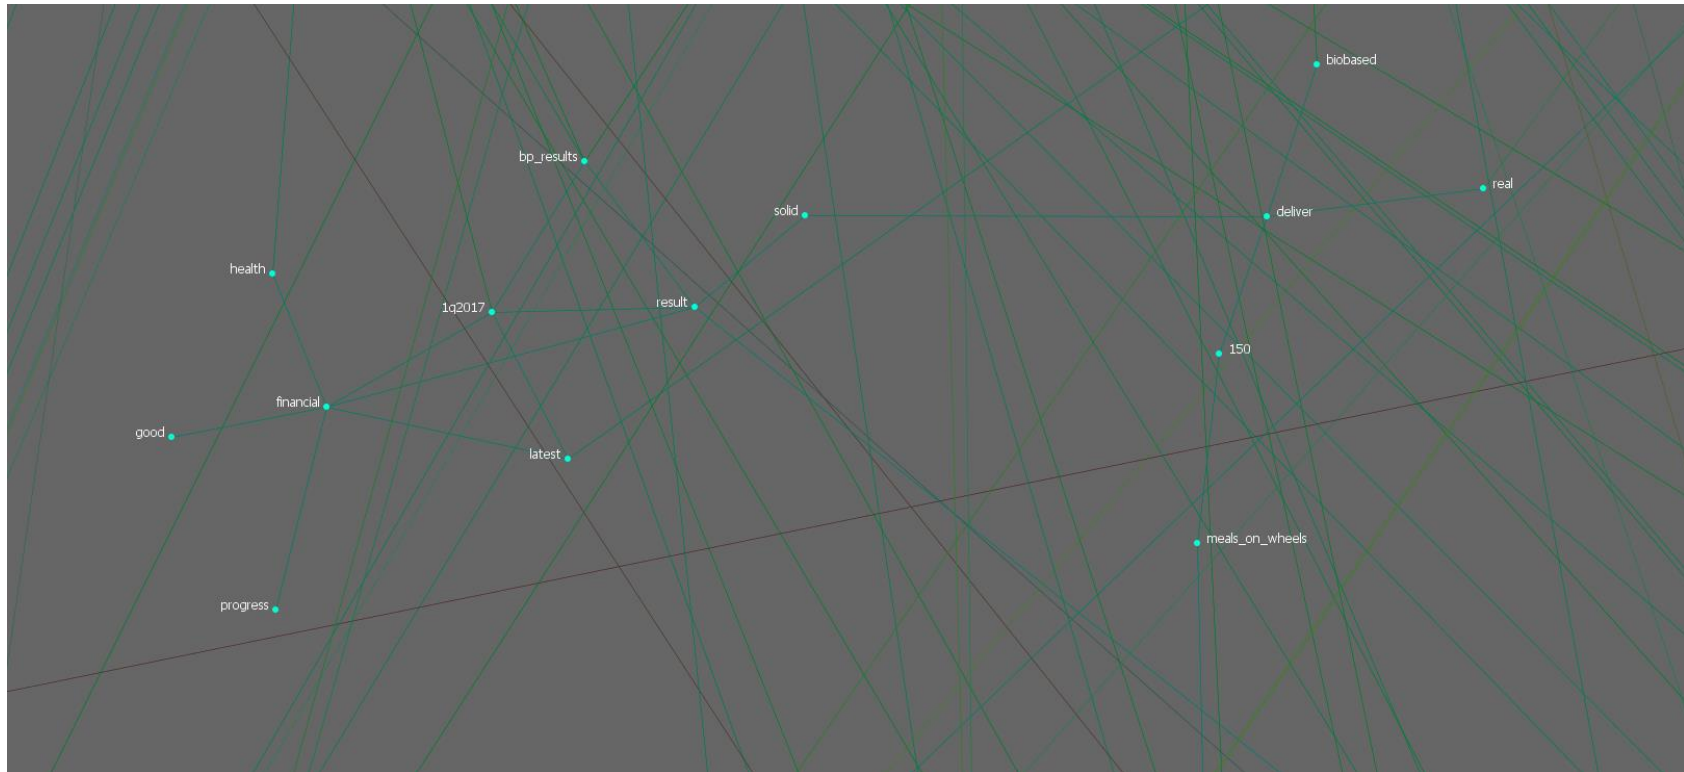 biobased
bp_results
real
solid
deliver
health
1q2017
result
150
financial
good
latest
meals_on_wheels
progress